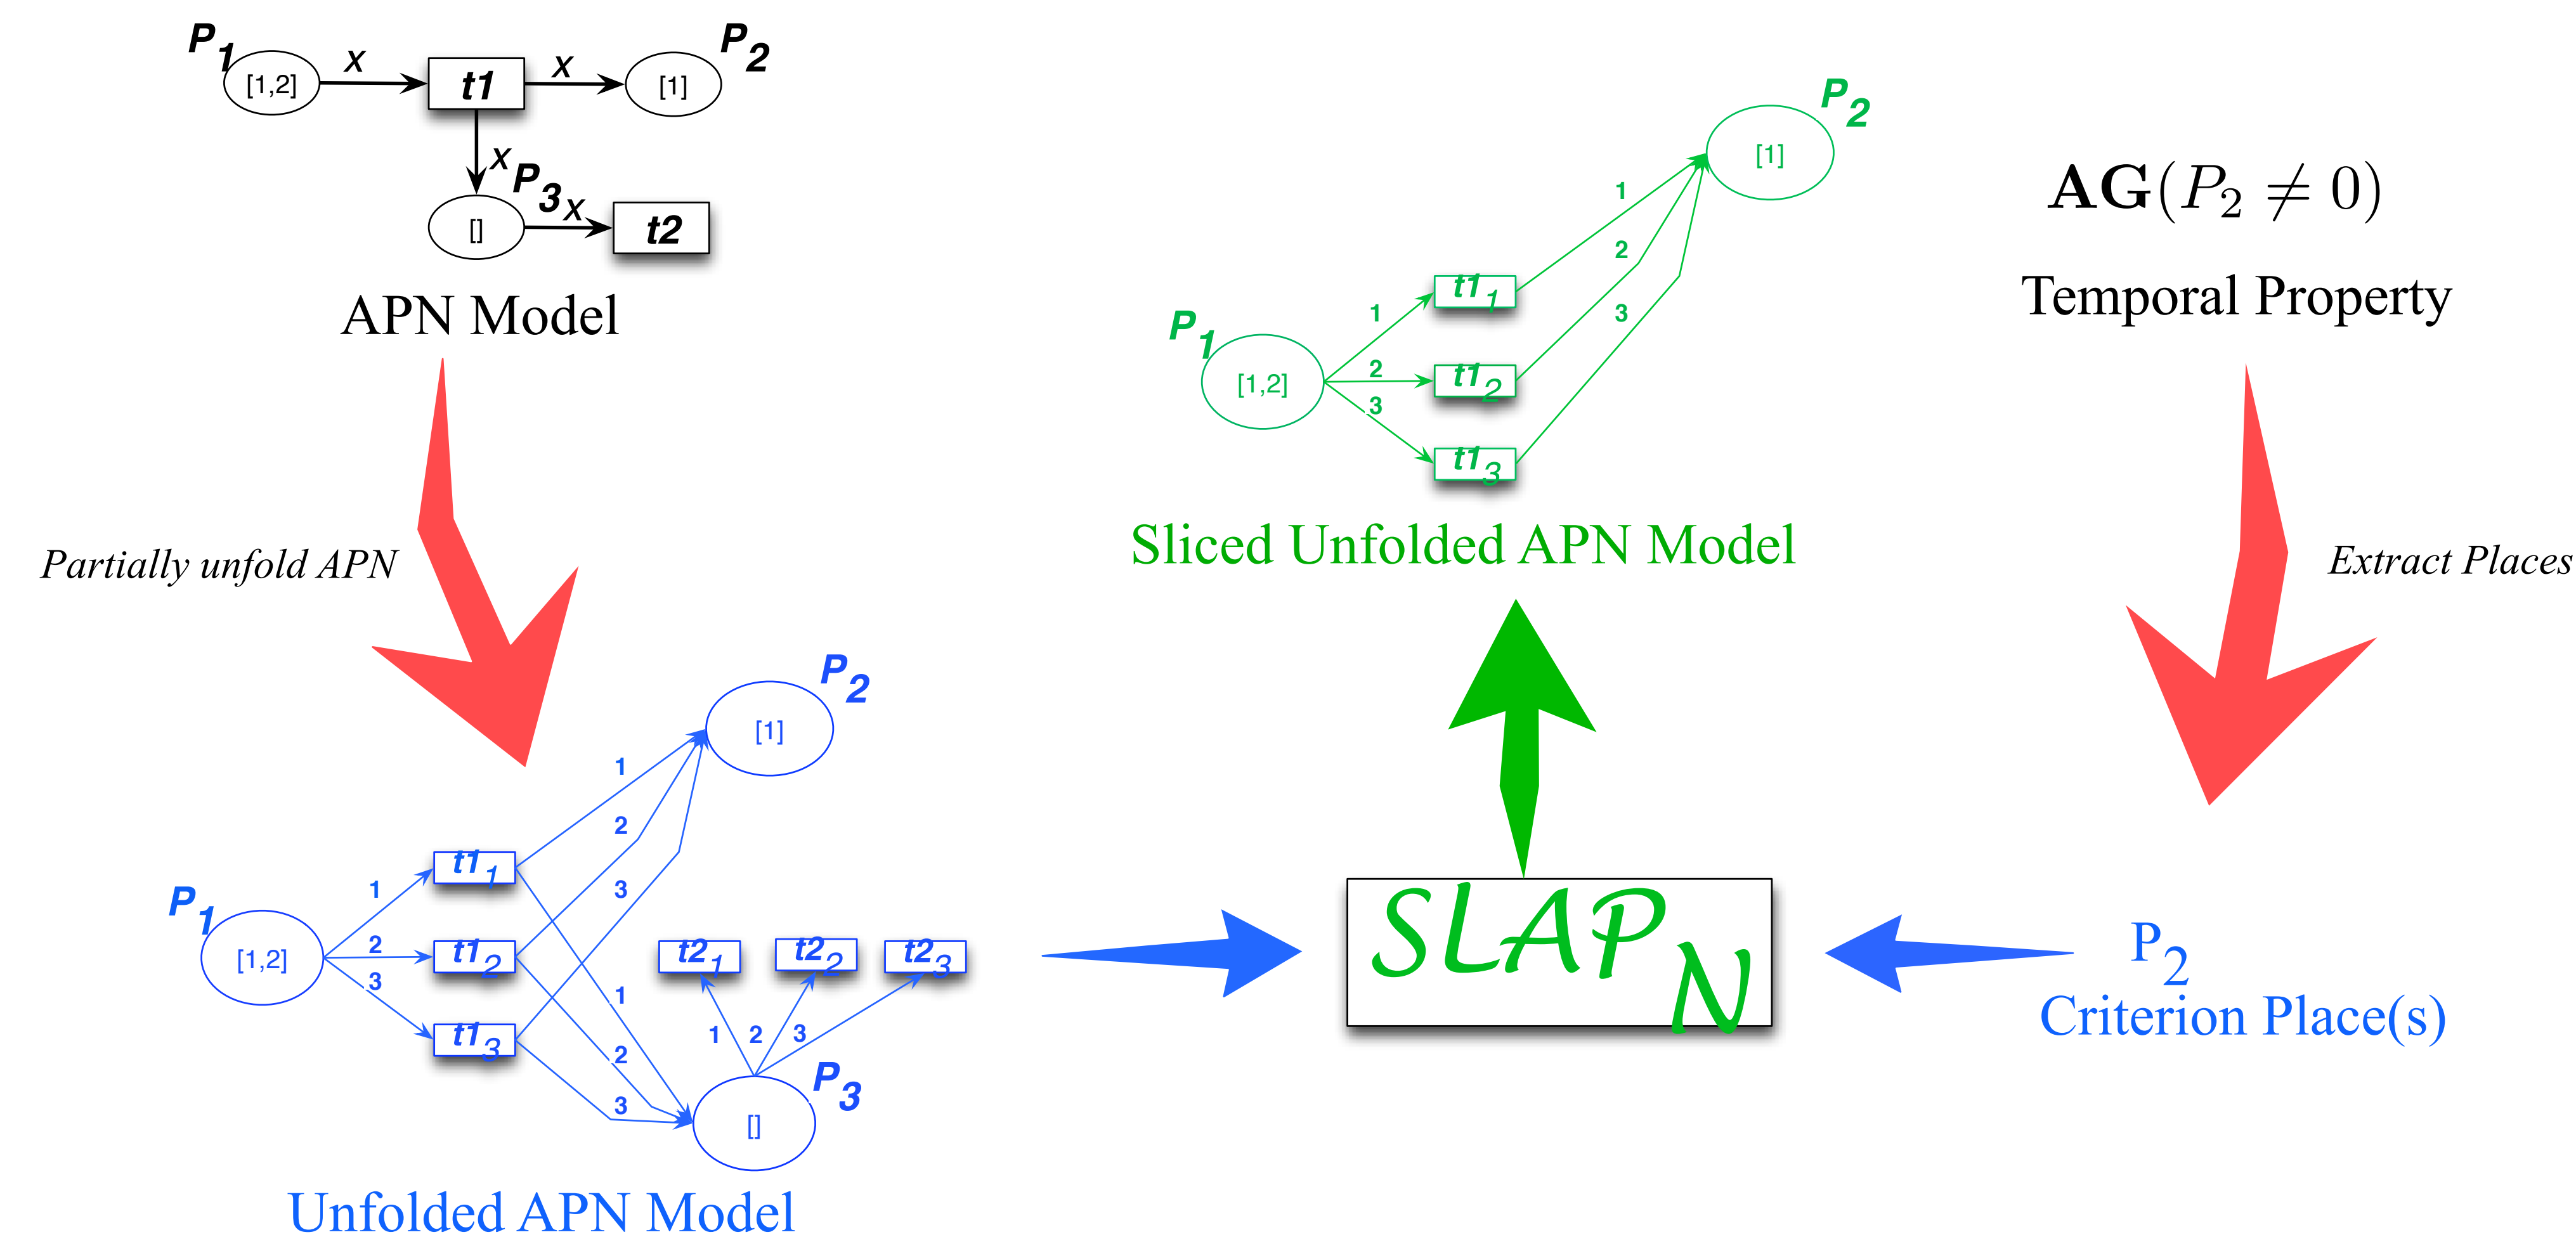 P1
[1,2]
x
t1
x
[1]
P2
x
P3
[]
x
t2
APN Model
Partially unfold APN
P2
[1]
1
2
3
P1
[1,2]
1
2
3
t11
t12
t13
t21
t22
t23
1
2
3
1
2
3
P3
[]
Unfolded APN Model
P2
[1]
1
2
3
P1
[1,2]
1
2
3
t11
t12
t13
Sliced Unfolded APN Model
SLAPN
AG(P2 ≠ 0)
Temporal Property
Extract Places
P2
Criterion Place(s)